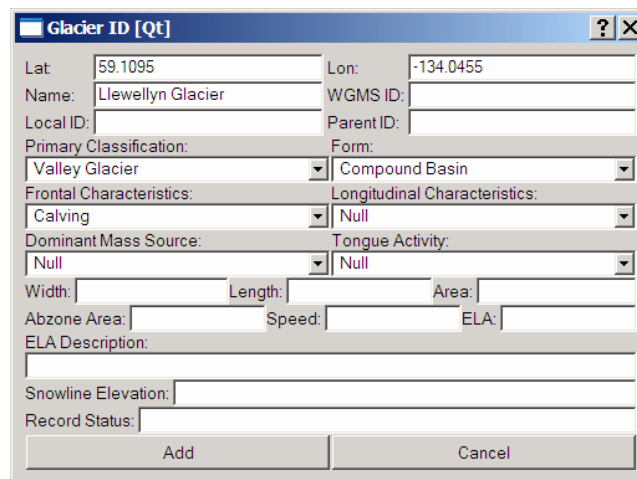 Glacier ID [Qt] ? X
Lat: 59.1095 Lon: -134.0455
Name: Llewellyn Glacier WGMS ID:
Local ID: Parent ID:
Primary Classification: Form:
Valley Glacier Compound Basin
Frontal Characteristics: Longitudinal Characteristics:
Calving Null
Dominant Mass Source: Tongue Activity:
Null Null
Width: Length: Area:
Abzone Area: Speed: ELA:
ELA Description:
Snowline Elevation:
Record Status:
Add Cancel